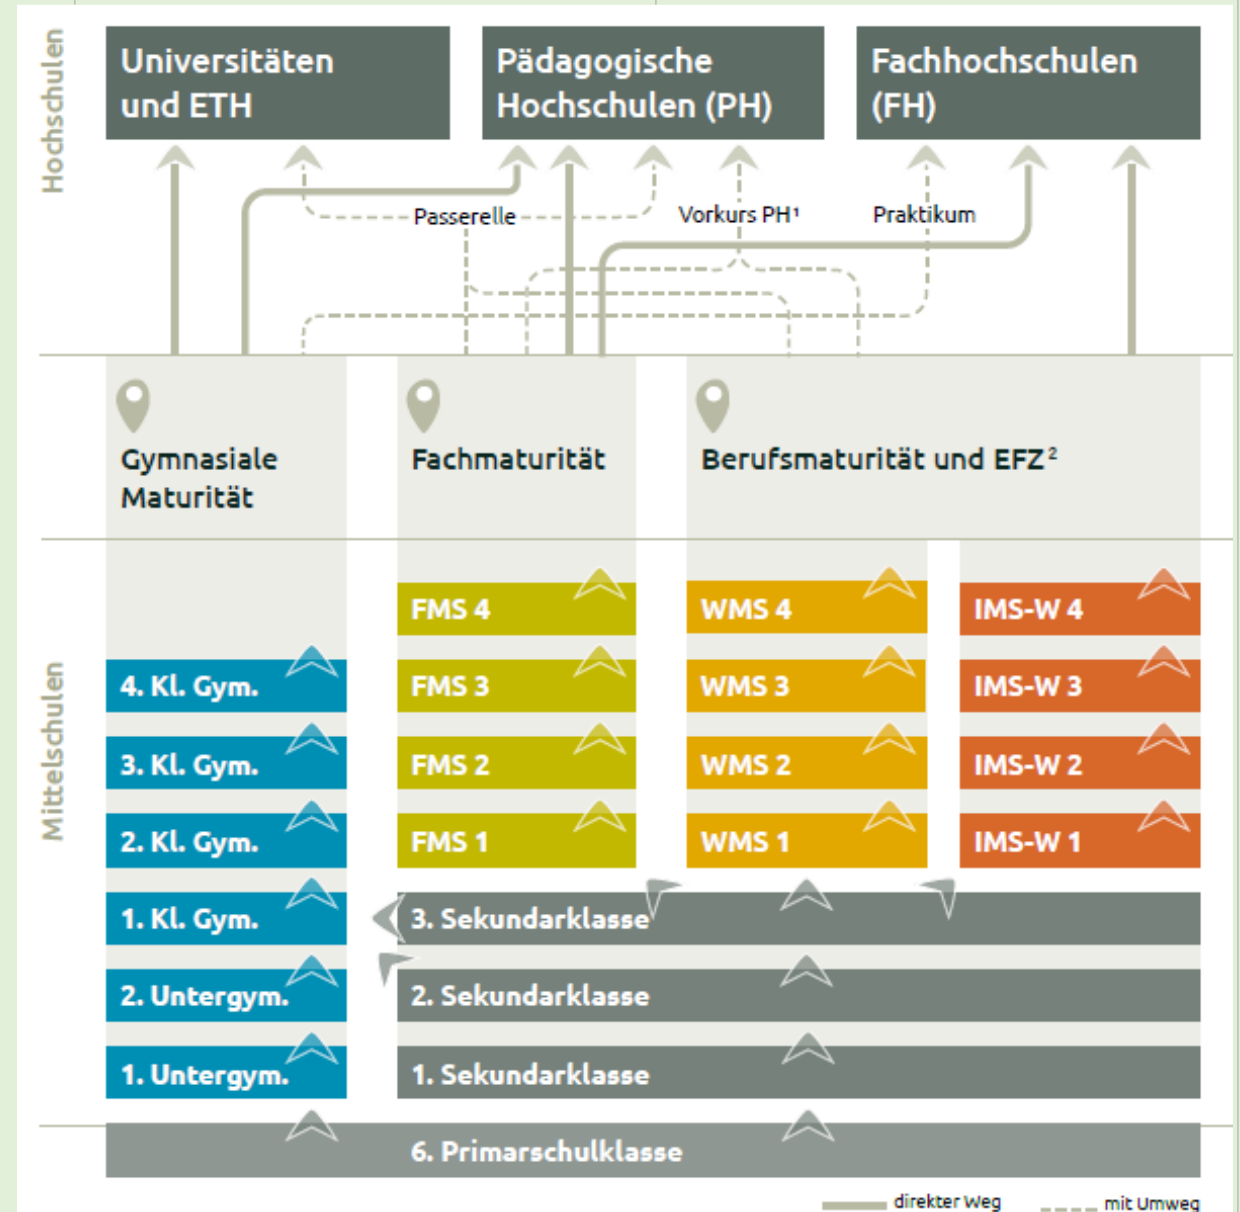 Hochschulen
Universitäten
und ETH
Pädagogische
Hochschulen (PH)
Fachhochschulen
(FH)
Passerelle
Vorkurs PH¹
Praktikum
Gymnasiale
Maturität
Fachmaturität
Berufsmaturität und EFZ²
Mittelschulen
FMS 4
WMS 4
IMS-W 4
4. Kl. Gym.
FMS 3
WMS 3
IMS-W 3
3. Kl. Gym.
FMS 2
WMS 2
IMS-W 2
2. Kl. Gym.
FMS 1
WMS 1
IMS-W 1
1. Kl. Gym.
3. Sekundarklasse
2. Untergym.
2. Sekundarklasse
1. Untergym.
1. Sekundarklasse
6. Primarschulklasse
direkter Weg
mit Umweg